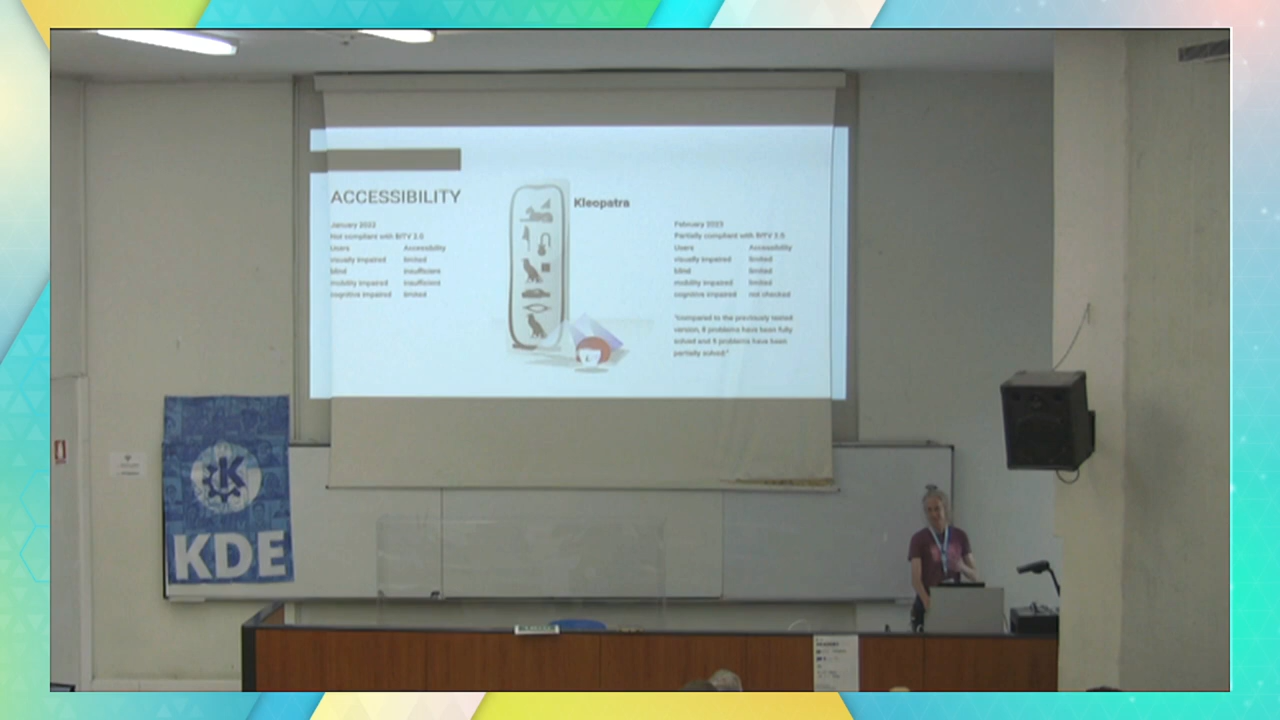 ACCESSIBILITY
January 2022
Not compliant with BITV 2.0
Users Accessibility
visually impaired limited
blind insufficient
mobility impaired insufficient
cognitive impaired limited
Kleopatra
February 2023
Partially compliant with BITV 2.0
Users Accessibility
visually impaired limited
blind limited
mobility impaired limited
cognitive impaired not checked
"Compared to the previously tested
version, 8 problems have been fully
solved and 9 problems have been
partially solved."
K
KDE